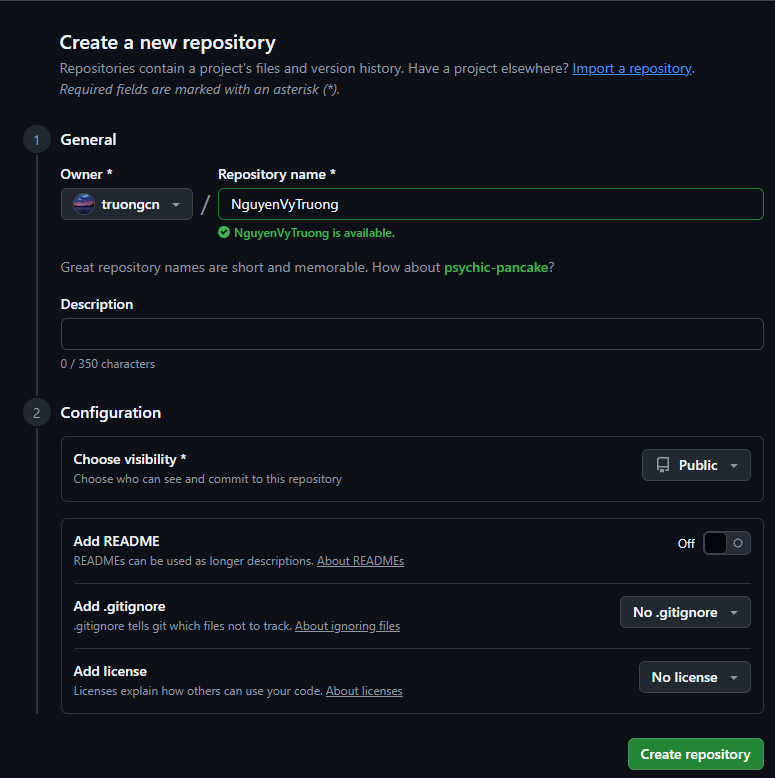 Create a new repository
Repositories contain a project's files and version history. Have a project elsewhere? Import a repository.
Required fields are marked with an asterisk (*).
1 General
Owner * Repository name *
truongcn / NguyenVyTruong
NguyenVyTruong is available.
Great repository names are short and memorable. How about psychic-pancake?
Description
0 / 350 characters
2 Configuration
Choose visibility *
Choose who can see and commit to this repository
Public
Add README
READMEs can be used as longer descriptions. About READMEs
Off
Add .gitignore
.gitignore tells git which files not to track. About ignoring files
No .gitignore
Add license
Licenses explain how others can use your code. About licenses
No license
Create repository